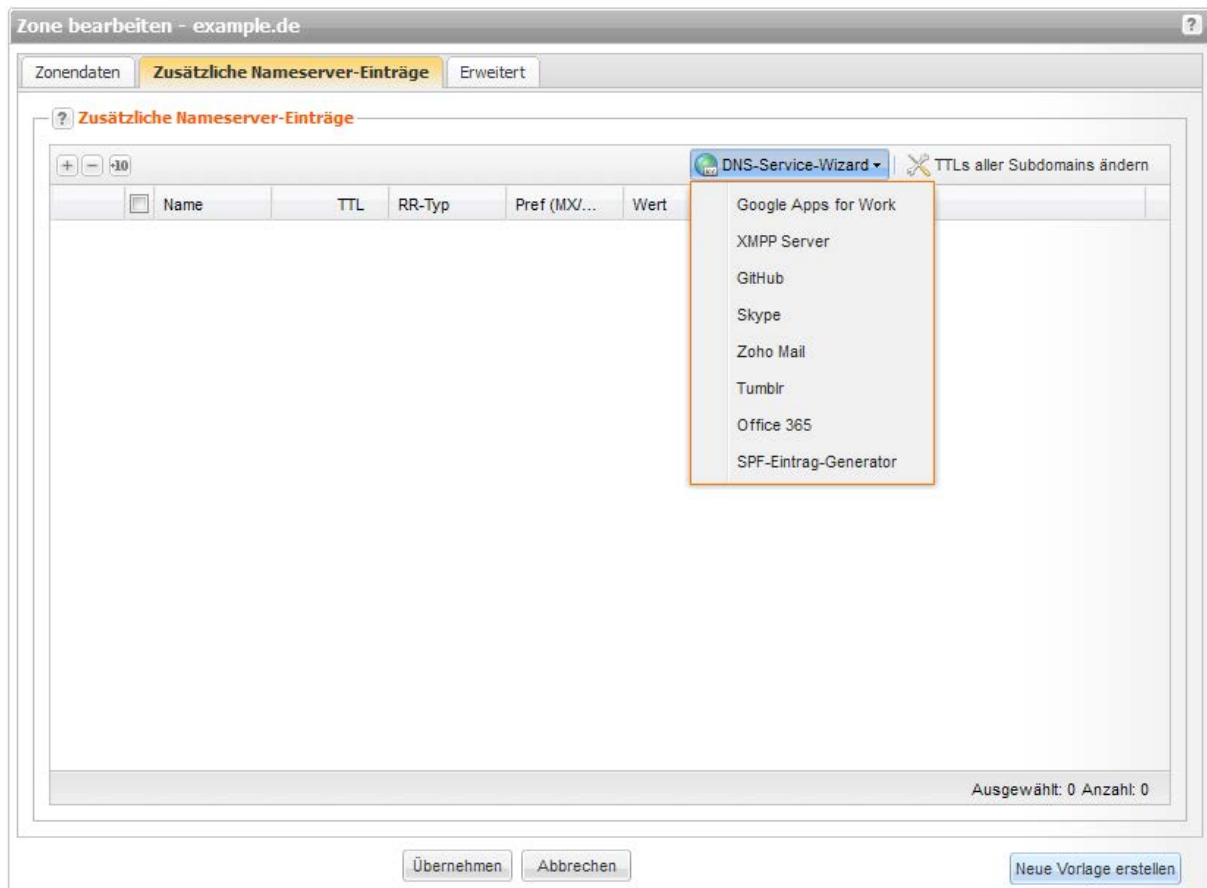 Zone bearbeiten - example.de
?
Zonendaten Zusätzliche Nameserver-Einträge Erweitert
? Zusätzliche Nameserver-Einträge
+ - +10 DNS-Service-Wizard TTLs aller Subdomains ändern
Name TTL RR-Typ Pref (MX/... Wert
Google Apps for Work
XMPP Server
GitHub
Skype
Zoho Mail
Tumblr
Office 365
SPF-Eintrag-Generator
Ausgewählt: 0 Anzahl: 0
Übernehmen Abbrechen Neue Vorlage erstellen